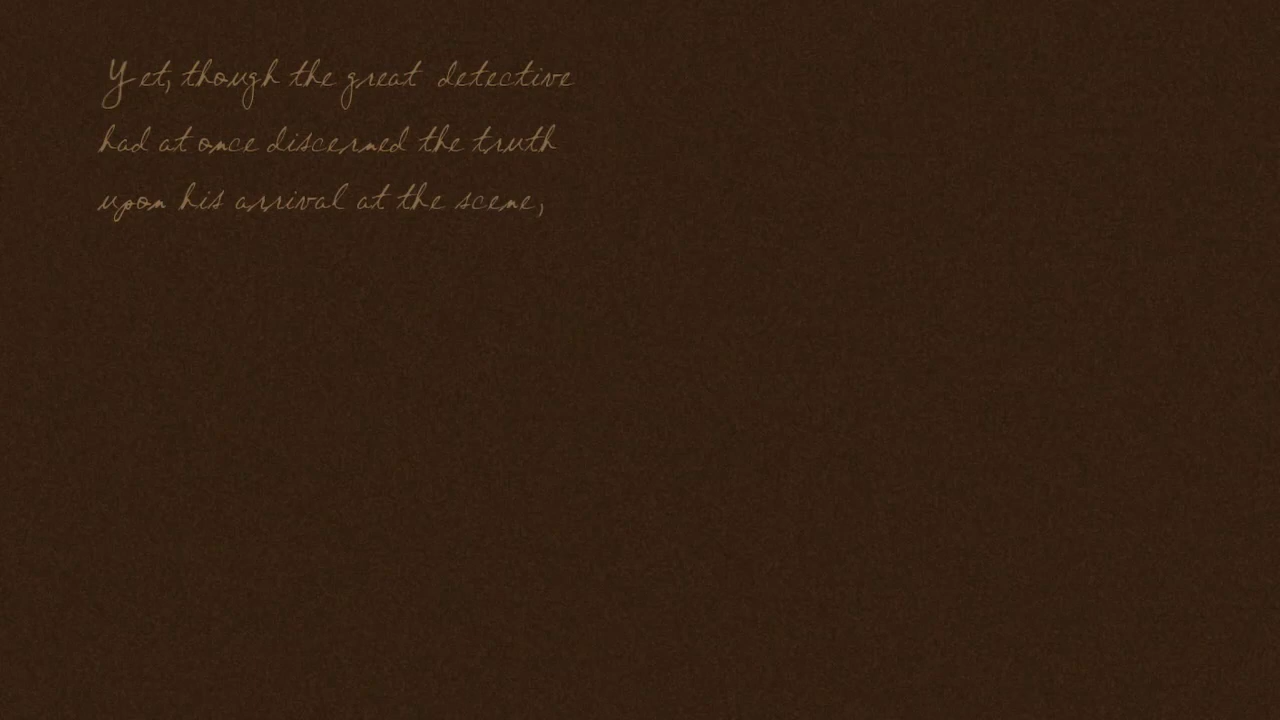 Yet, though the great detective
had at once discerned the truth
upon his arrival at the scene,